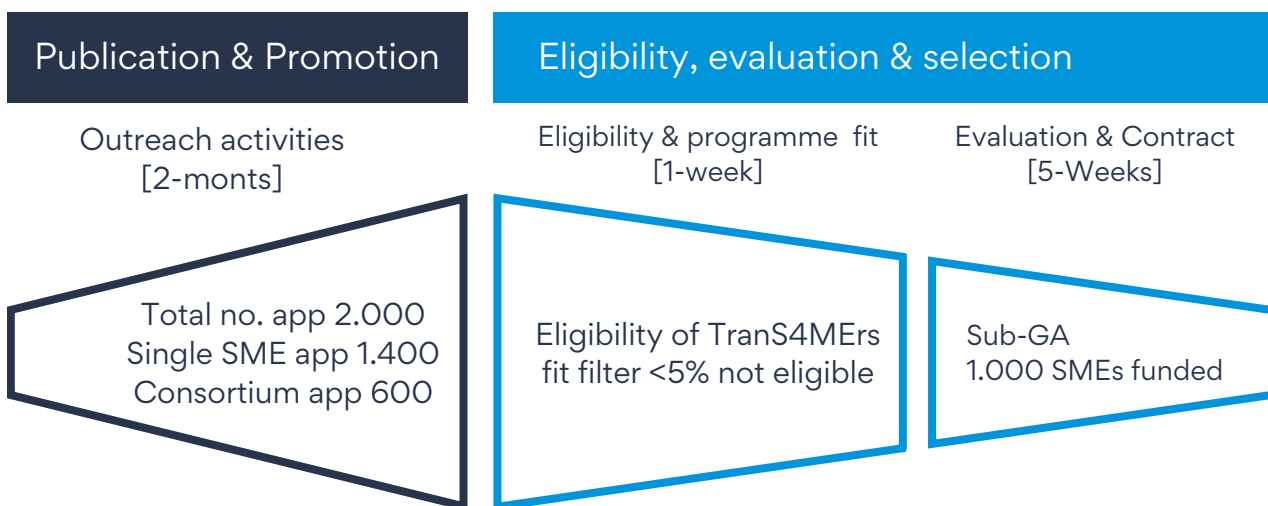 Publication & Promotion
Eligibility, evaluation & selection
Outreach activities
[2-monts]
Eligibility & programme fit
[1-week]
Evaluation & Contract
[5-Weeks]
Total no. app 2.000
Single SME app 1.400
Consortium app 600
Eligibility of TranS4MErs
fit filter <5% not eligible
Sub-GA
1.000 SMEs funded